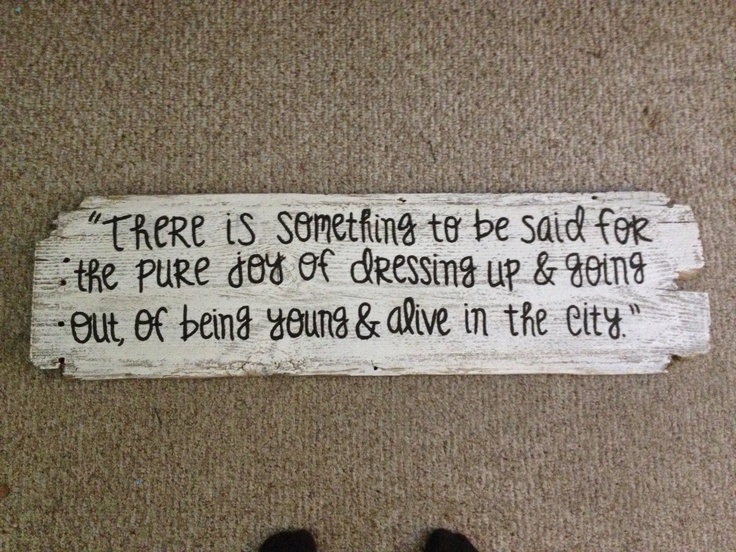 "There is something to be said for
the pure joy of dressing up & going
out, of being young & alive in the city."